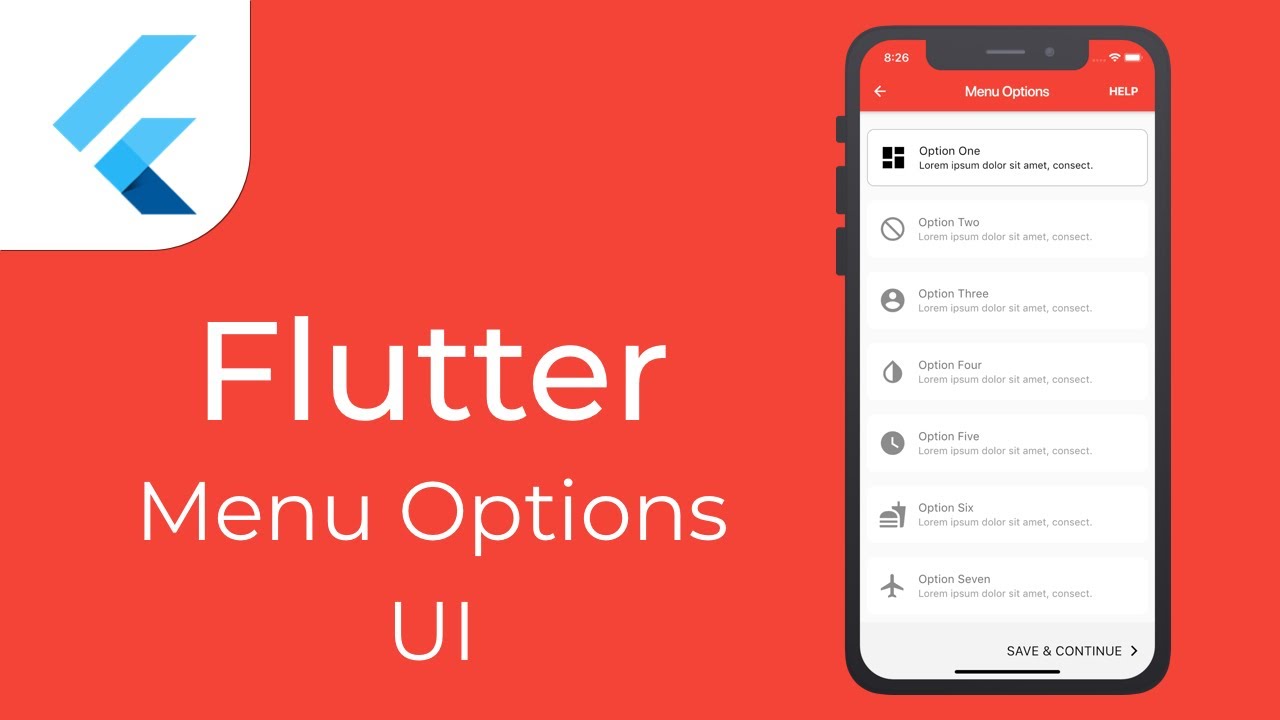 Flutter
Menu Options
UI
8:26
Menu Options
HELP
Option One
Lorem ipsum dolor sit amet, consect.
Option Two
Lorem ipsum dolor sit amet, consect.
Option Three
Lorem ipsum dolor sit amet, consect.
Option Four
Lorem ipsum dolor sit amet, consect.
Option Five
Lorem ipsum dolor sit amet, consect.
Option Six
Lorem ipsum dolor sit amet, consect.
Option Seven
Lorem ipsum dolor sit amet, consect.
SAVE & CONTINUE